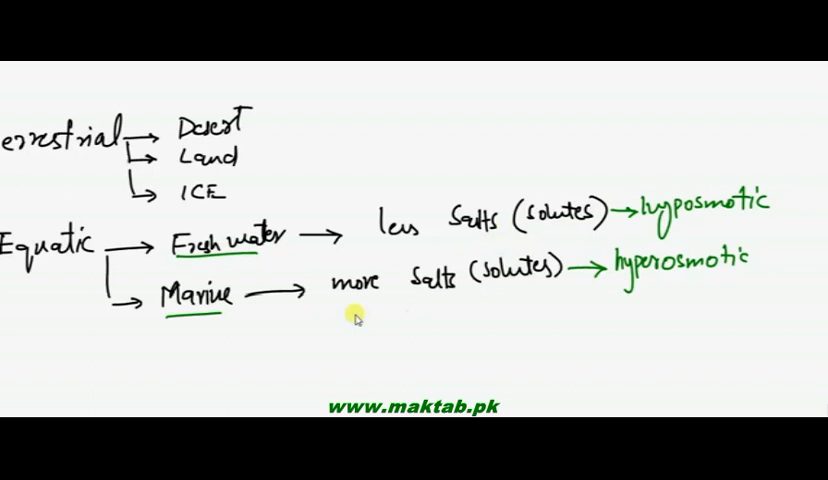 errestrial → Desert
→ Land
→ ICE
Equatic → Fresh water → less Salts (solutes) → hyposmotic
→ Marine → more Salts (solutes) → hyperosmotic
www.maktab.pk